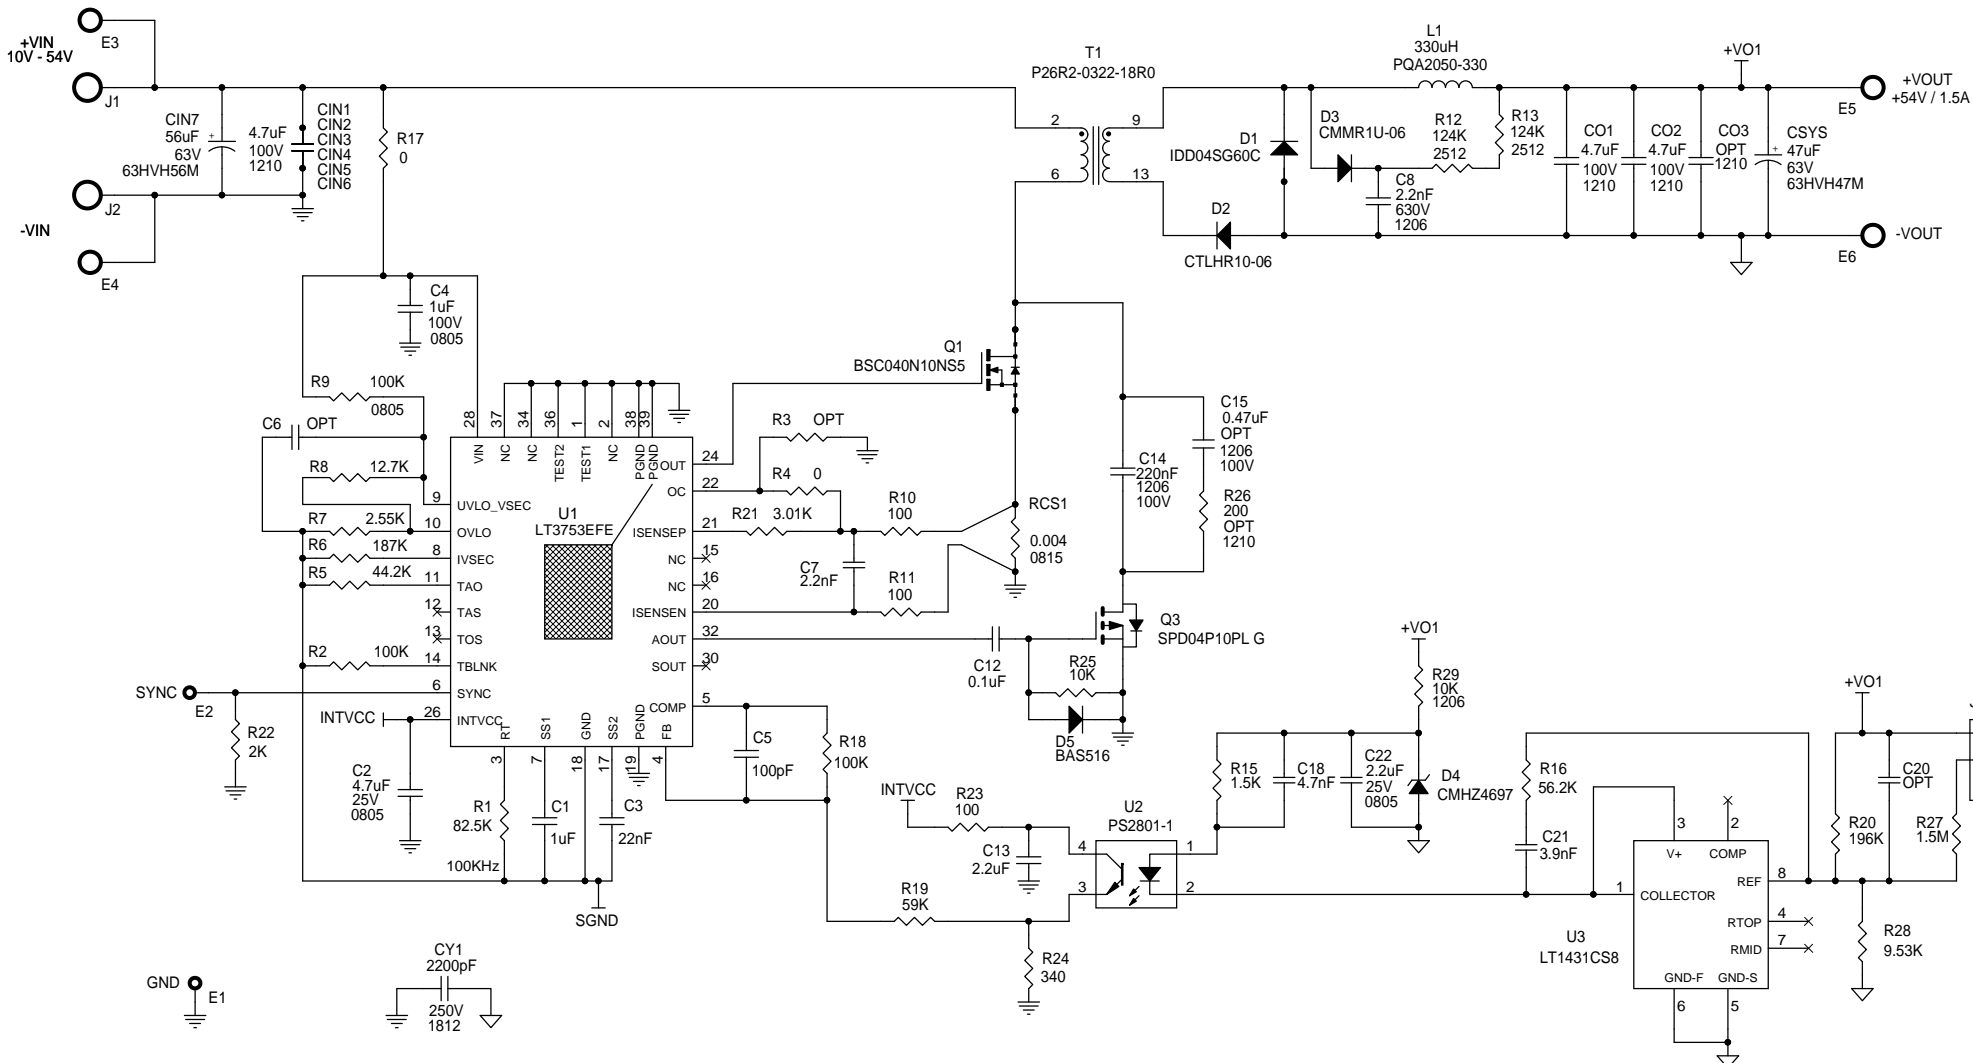 +VIN
10V - 54V
E3
J1
J2
-VIN
E4
CIN7
56uF
+
63V
63HVH56M
4.7uF
100V
1210
CIN1
CIN2
CIN3
CIN4
CIN5
CIN6
R17
0
T1
P26R2-0322-18R0
2
9
6
13
D1
IDD04SG60C
D2
CTLHR10-06
D3
CMMR1U-06
C8
2.2nF
630V
1206
L1
330uH
PQA2050-330
R12
124K
2512
R13
124K
2512
CO1
4.7uF
100V
1210
CO2
4.7uF
100V
1210
CO3
OPT
1210
+VO1
CSYS
47uF
+
63V
63HVH47M
+VOUT
+54V / 1.5A
E5
-VOUT
E6
C4
1uF
100V
0805
R9
100K
0805
C6
OPT
R8
12.7K
R7
2.55K
R6
187K
R5
44.2K
R2
100K
SYNC
E2
R22
2K
INTVCC
C2
4.7uF
25V
0805
28
37
34
36
1
2
38
39
VIN
NC
NC
TEST2
TEST1
NC
PGND
PGND
9
UVLO_VSEC
10
OVLO
8
IVSEC
11
TAO
12
TAS
13
TOS
14
TBLNK
6
SYNC
26
INTVCC
U1
LT3753EFE
24
OUT
22
OC
21
ISENSEP
15
NC
16
NC
20
ISENSEN
32
AOUT
30
SOUT
5
COMP
RT
SS1
GND
SS2
PGND
FB
3
7
18
17
19
4
R1
82.5K
100KHz
C1
1uF
C3
22nF
SGND
Q1
BSC040N10NS5
R3
OPT
R4
0
R21
3.01K
R10
100
C7
2.2nF
R11
100
RCS1
0.004
0815
C14
220nF
1206
100V
C15
0.47uF
OPT
1206
100V
R26
200
OPT
1210
Q3
SPD04P10PL G
C12
0.1uF
R25
10K
D5
BAS516
C5
100pF
R18
100K
INTVCC
R23
100
C13
2.2uF
R19
59K
R24
340
U2
PS2801-1
4
3
1
2
R15
1.5K
C18
4.7nF
C22
2.2uF
25V
0805
+VO1
R29
10K
1206
D4
CMHZ4697
R16
56.2K
C21
3.9nF
3
2
V+
COMP
1
COLLECTOR
REF
8
RTOP
4
RMID
7
GND-F
GND-S
6
5
U3
LT1431CS8
+VO1
R20
196K
C20
OPT
R27
1.5M
R28
9.53K
GND
E1
CY1
2200pF
250V
1812